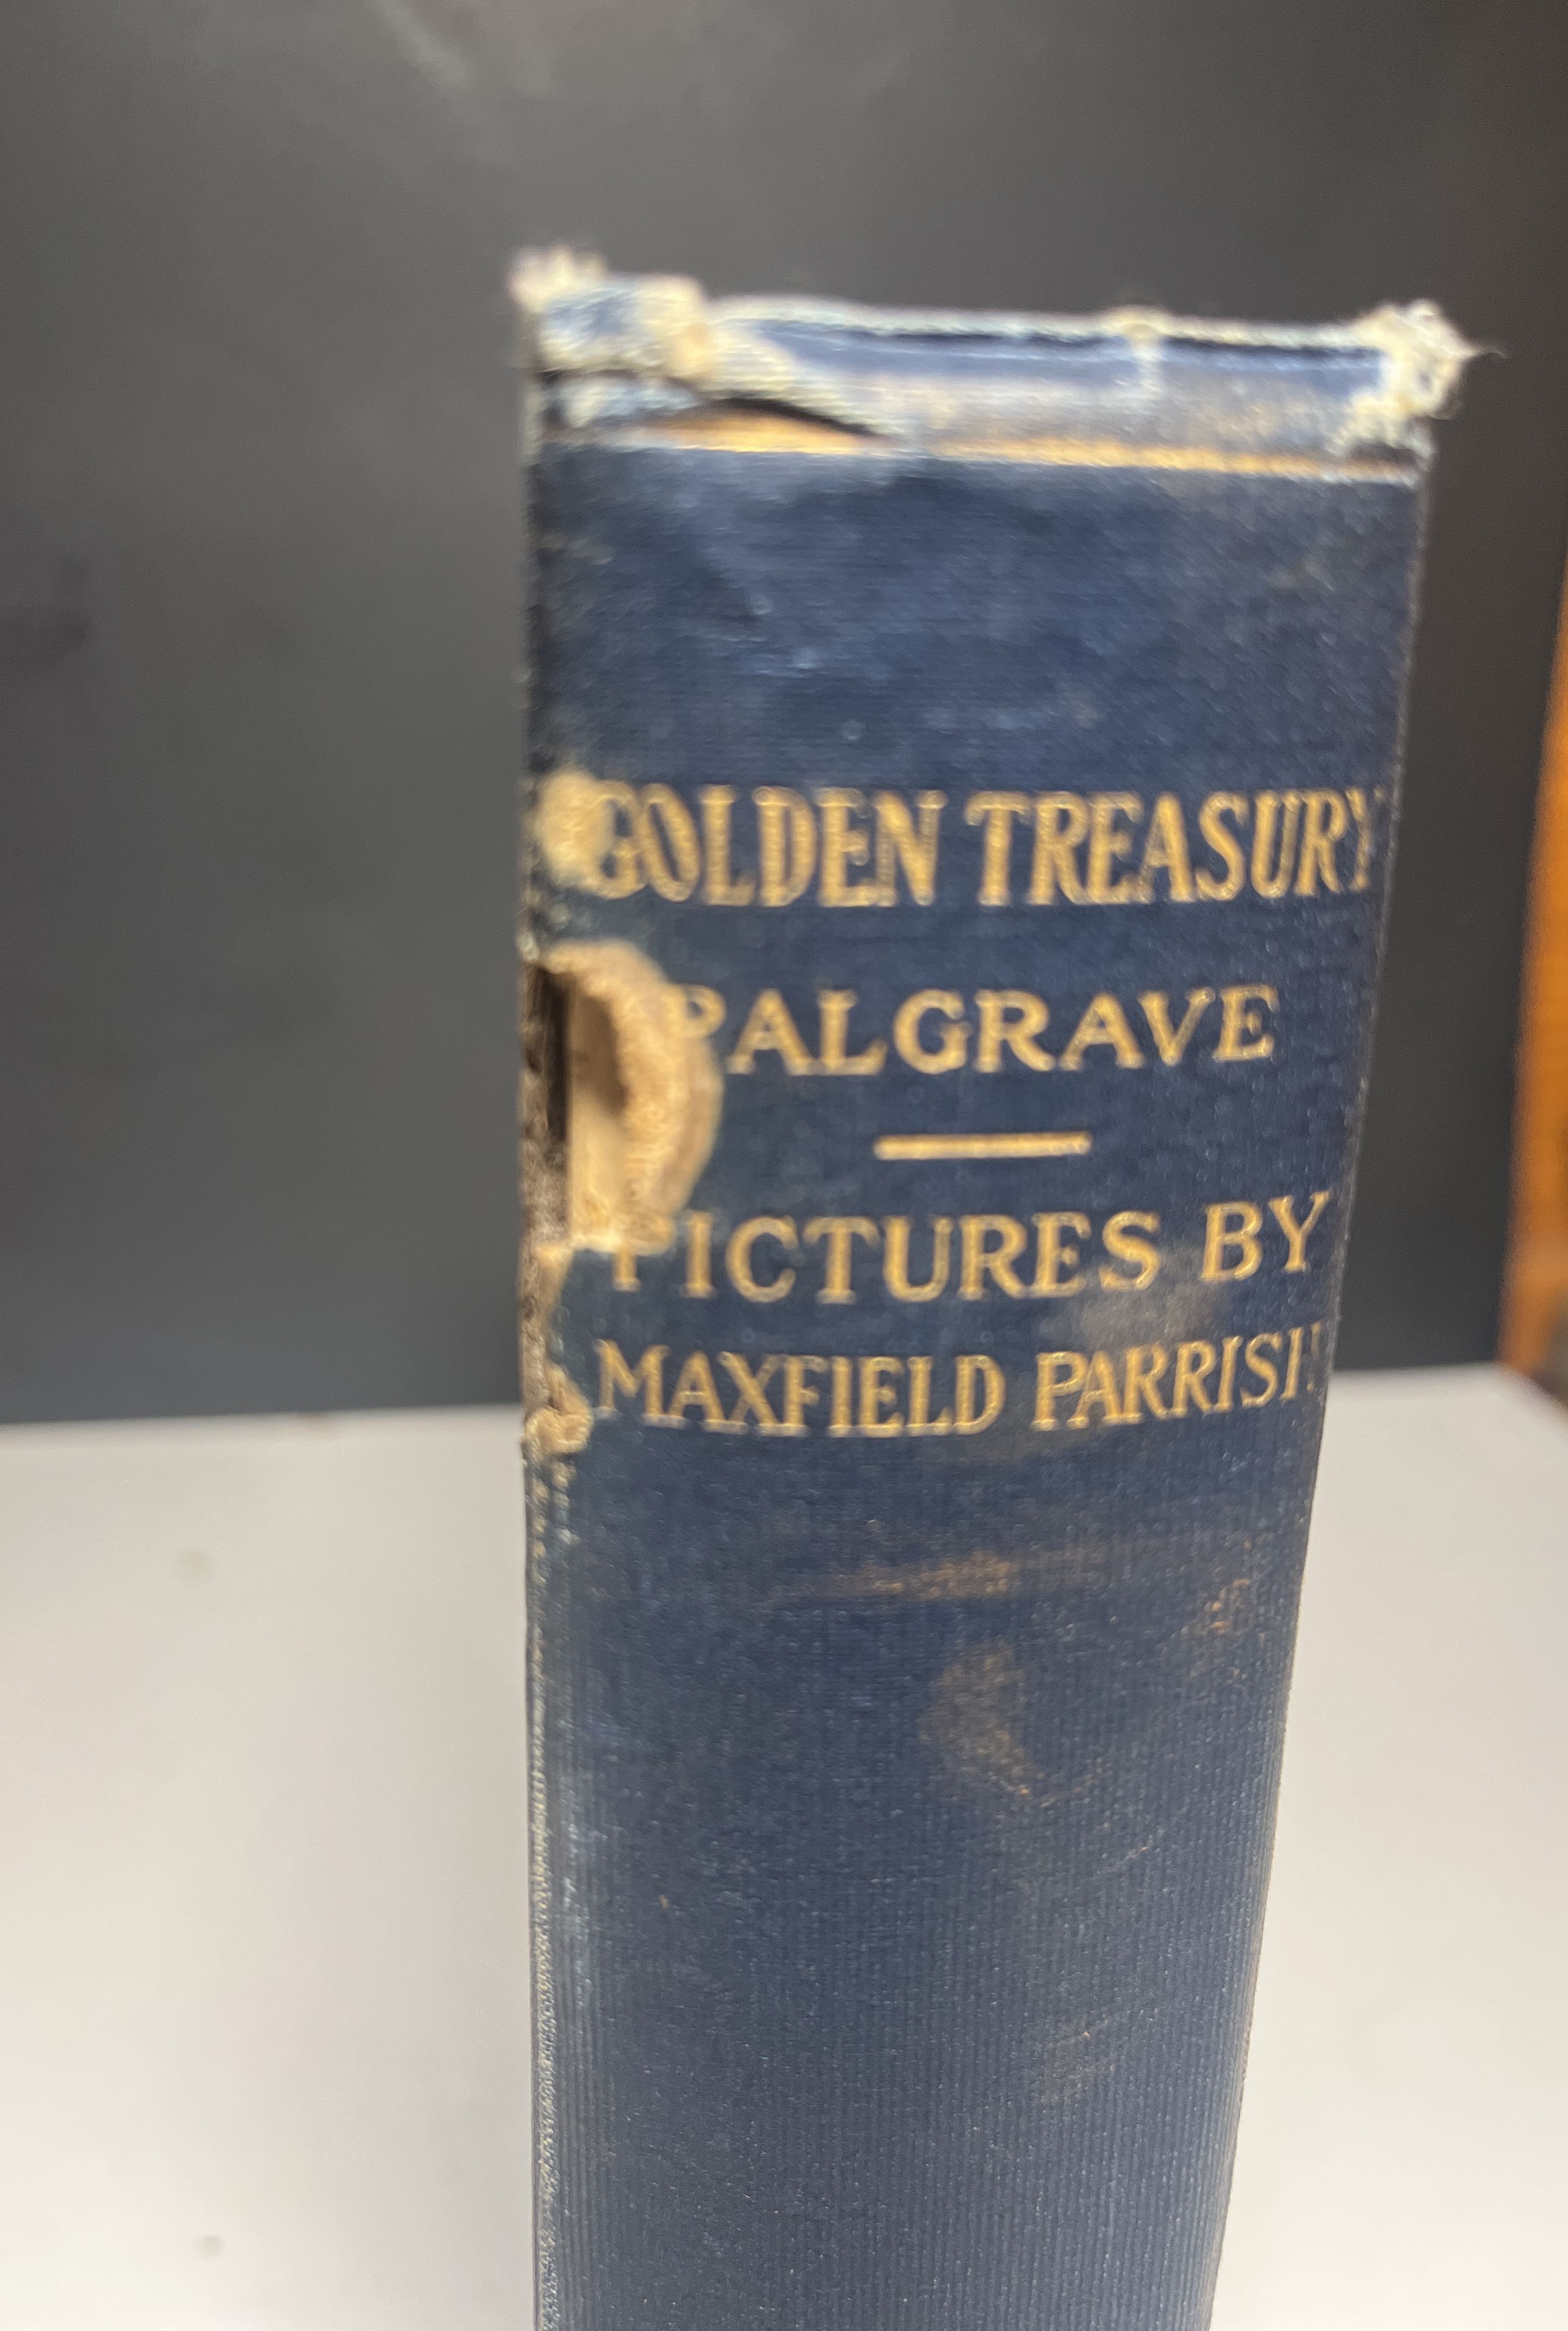 GOLDEN TREASURY
PALGRAVE
PICTURES BY
MAXFIELD PARRISH